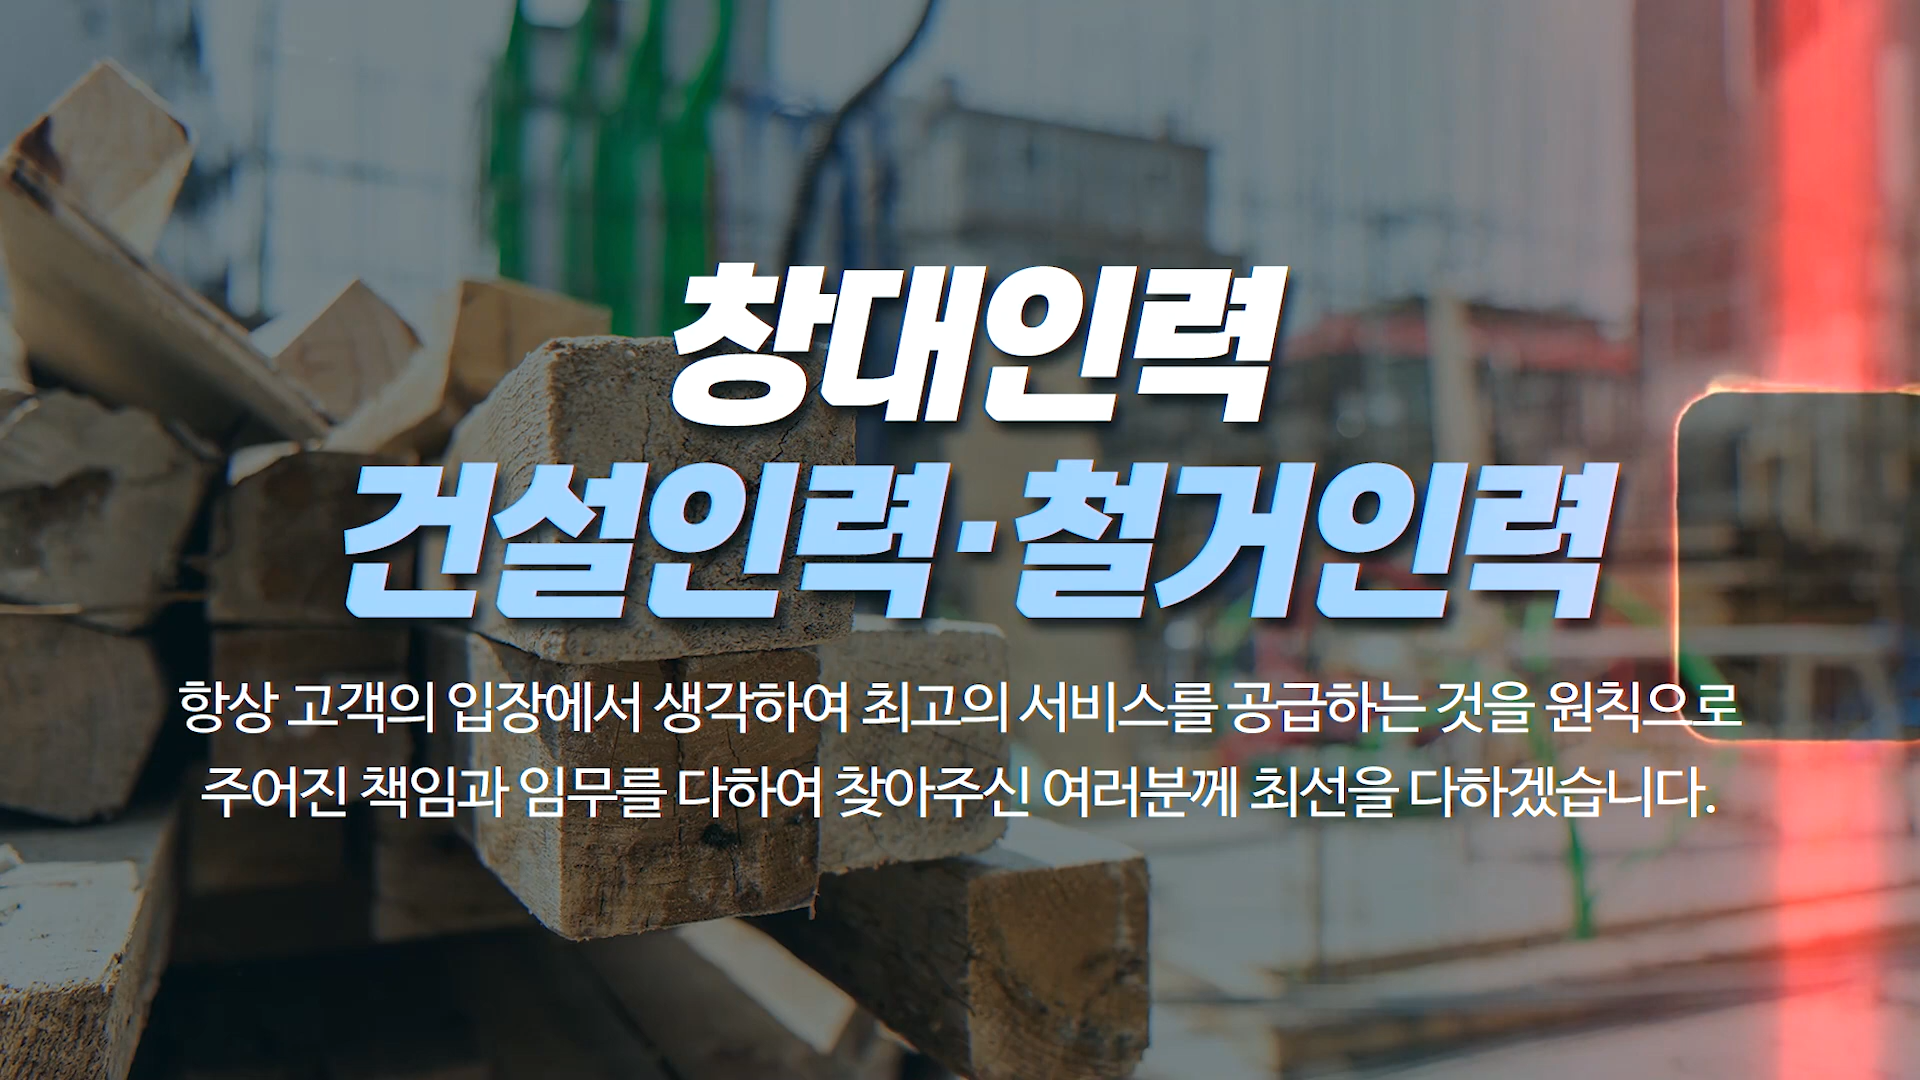 창대인력
건설인력·철거인력
항상 고객의 입장에서 생각하여 최고의 서비스를 공급하는 것을 원칙으로
주어진 책임과 임무를 다하여 찾아주신 여러분께 최선을 다하겠습니다.